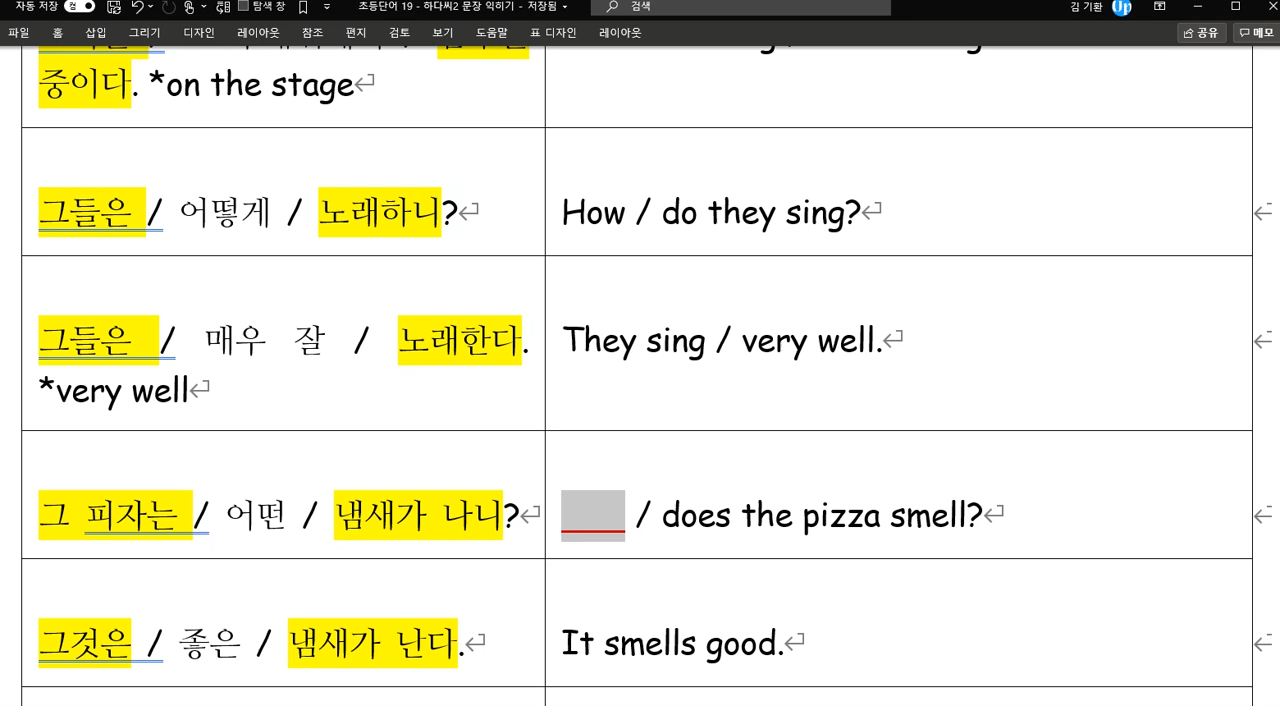 자동 저장 컴 탐색 창 초등단어 19 - 하다씨2 문장 익히기 - 저장됨 검색 김 기환
파일 홈 삽입 그리기 디자인 레이아웃 참조 편지 검토 보기 도움말 표 디자인 레이아웃 공유 메모
중이다. *on the stage
그들은 / 어떻게 / 노래하니? How / do they sing?
그들은 / 매우 잘 / 노래한다. They sing / very well.
*very well
그 피자는 / 어떤 / 냄새가 나니? / does the pizza smell?
그것은 / 좋은 / 냄새가 난다. It smells good.